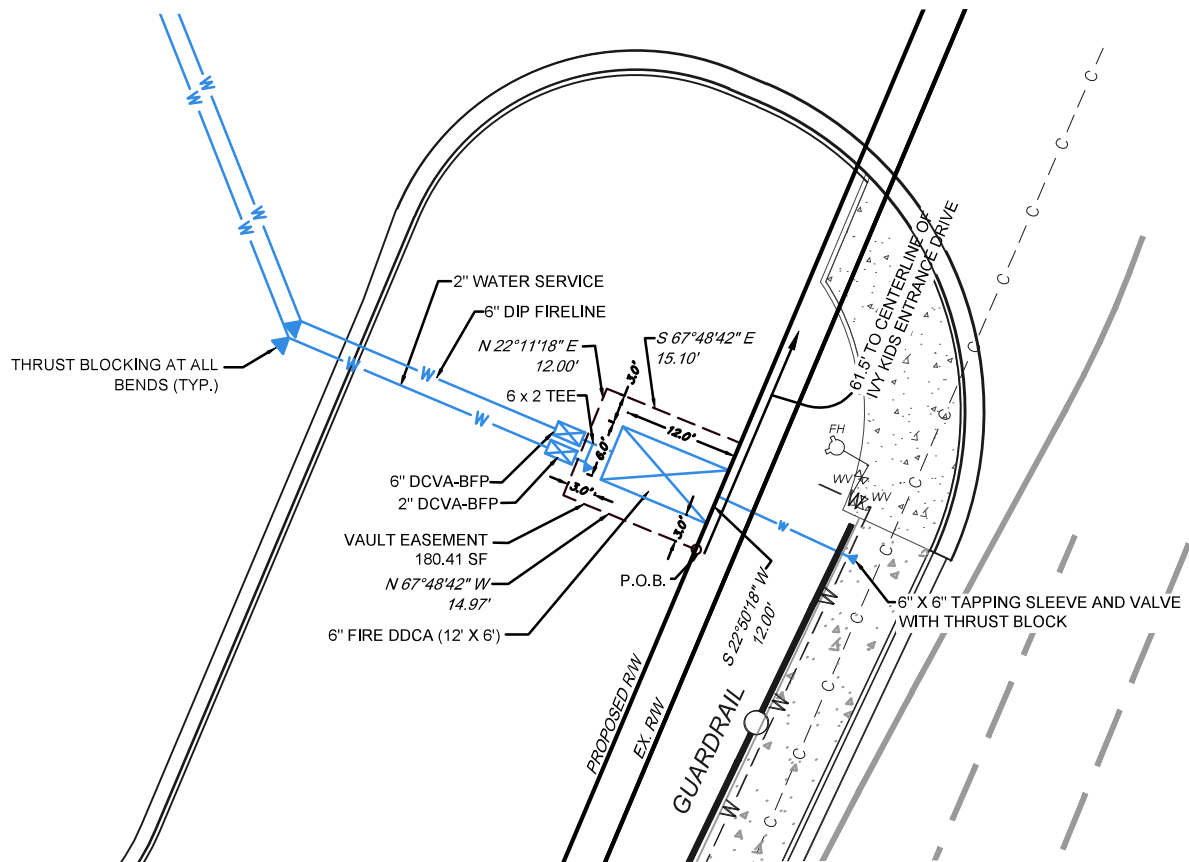 W
W
W
W
2" WATER SERVICE
6" DIP FIRELINE
THRUST BLOCKING AT ALL
BENDS (TYP.)
W
W
N 22°11'18" E
12.00'
S 67°48'42" E
15.10'
6 x 2 TEE
3.0'
12.0'
6.0'
3.0'
3.0'
6" DCVA-BFP
2" DCVA-BFP
VAULT EASEMENT
180.41 SF
N 67°48'42" W
14.97'
6" FIRE DDCA (12' X 6')
P.O.B.
61.5' TO CENTERLINE OF
IVY KIDS ENTRANCE DRIVE
FH
WV
WV
W
6" X 6" TAPPING SLEEVE AND VALVE
WITH THRUST BLOCK
S 22°50'18" W
12.00'
PROPOSED R/W
EX. R/W
GUARDRAIL
W
W
W
C
C
C
C
C
C
C
C
C
C
C